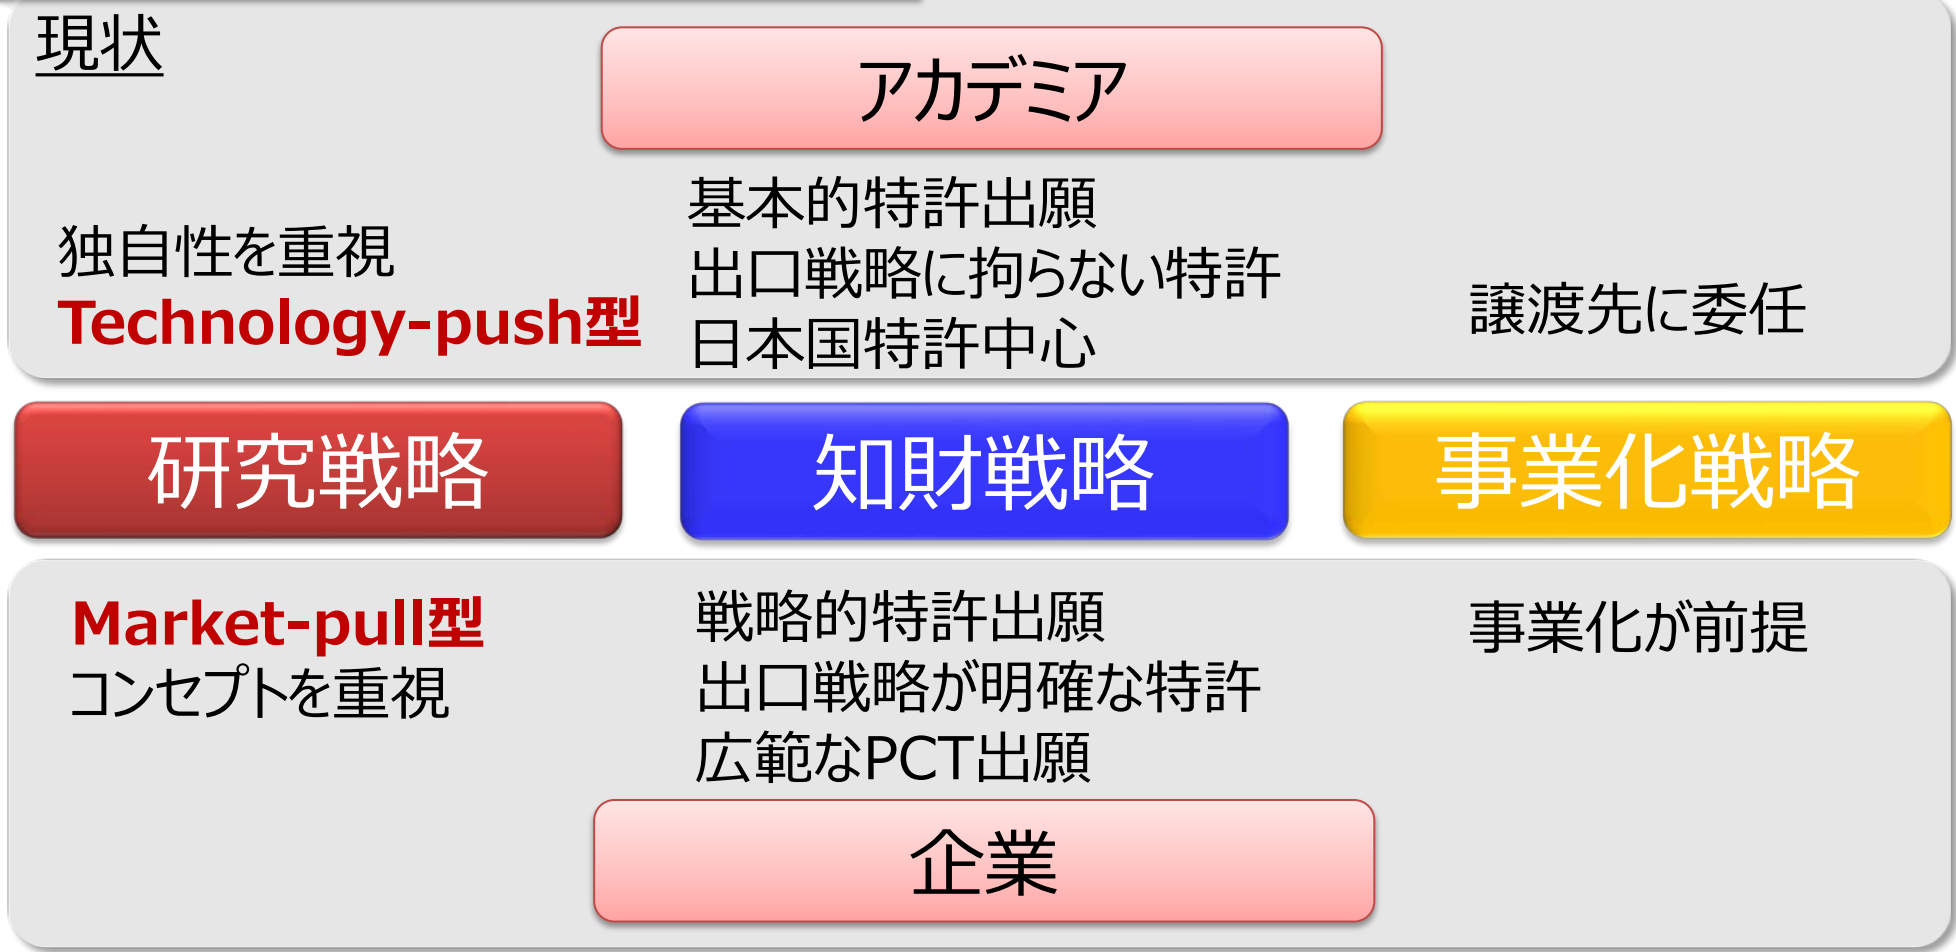 現状
アカデミア
独自性を重視
Technology-push型
基本的特許出願
出口戦略に拘らない特許
日本国特許中心
譲渡先に委任
研究戦略
知財戦略
事業化戦略
Market-pull型
コンセプトを重視
戦略的特許出願
出口戦略が明確な特許
広範なPCT出願
事業化が前提
企業